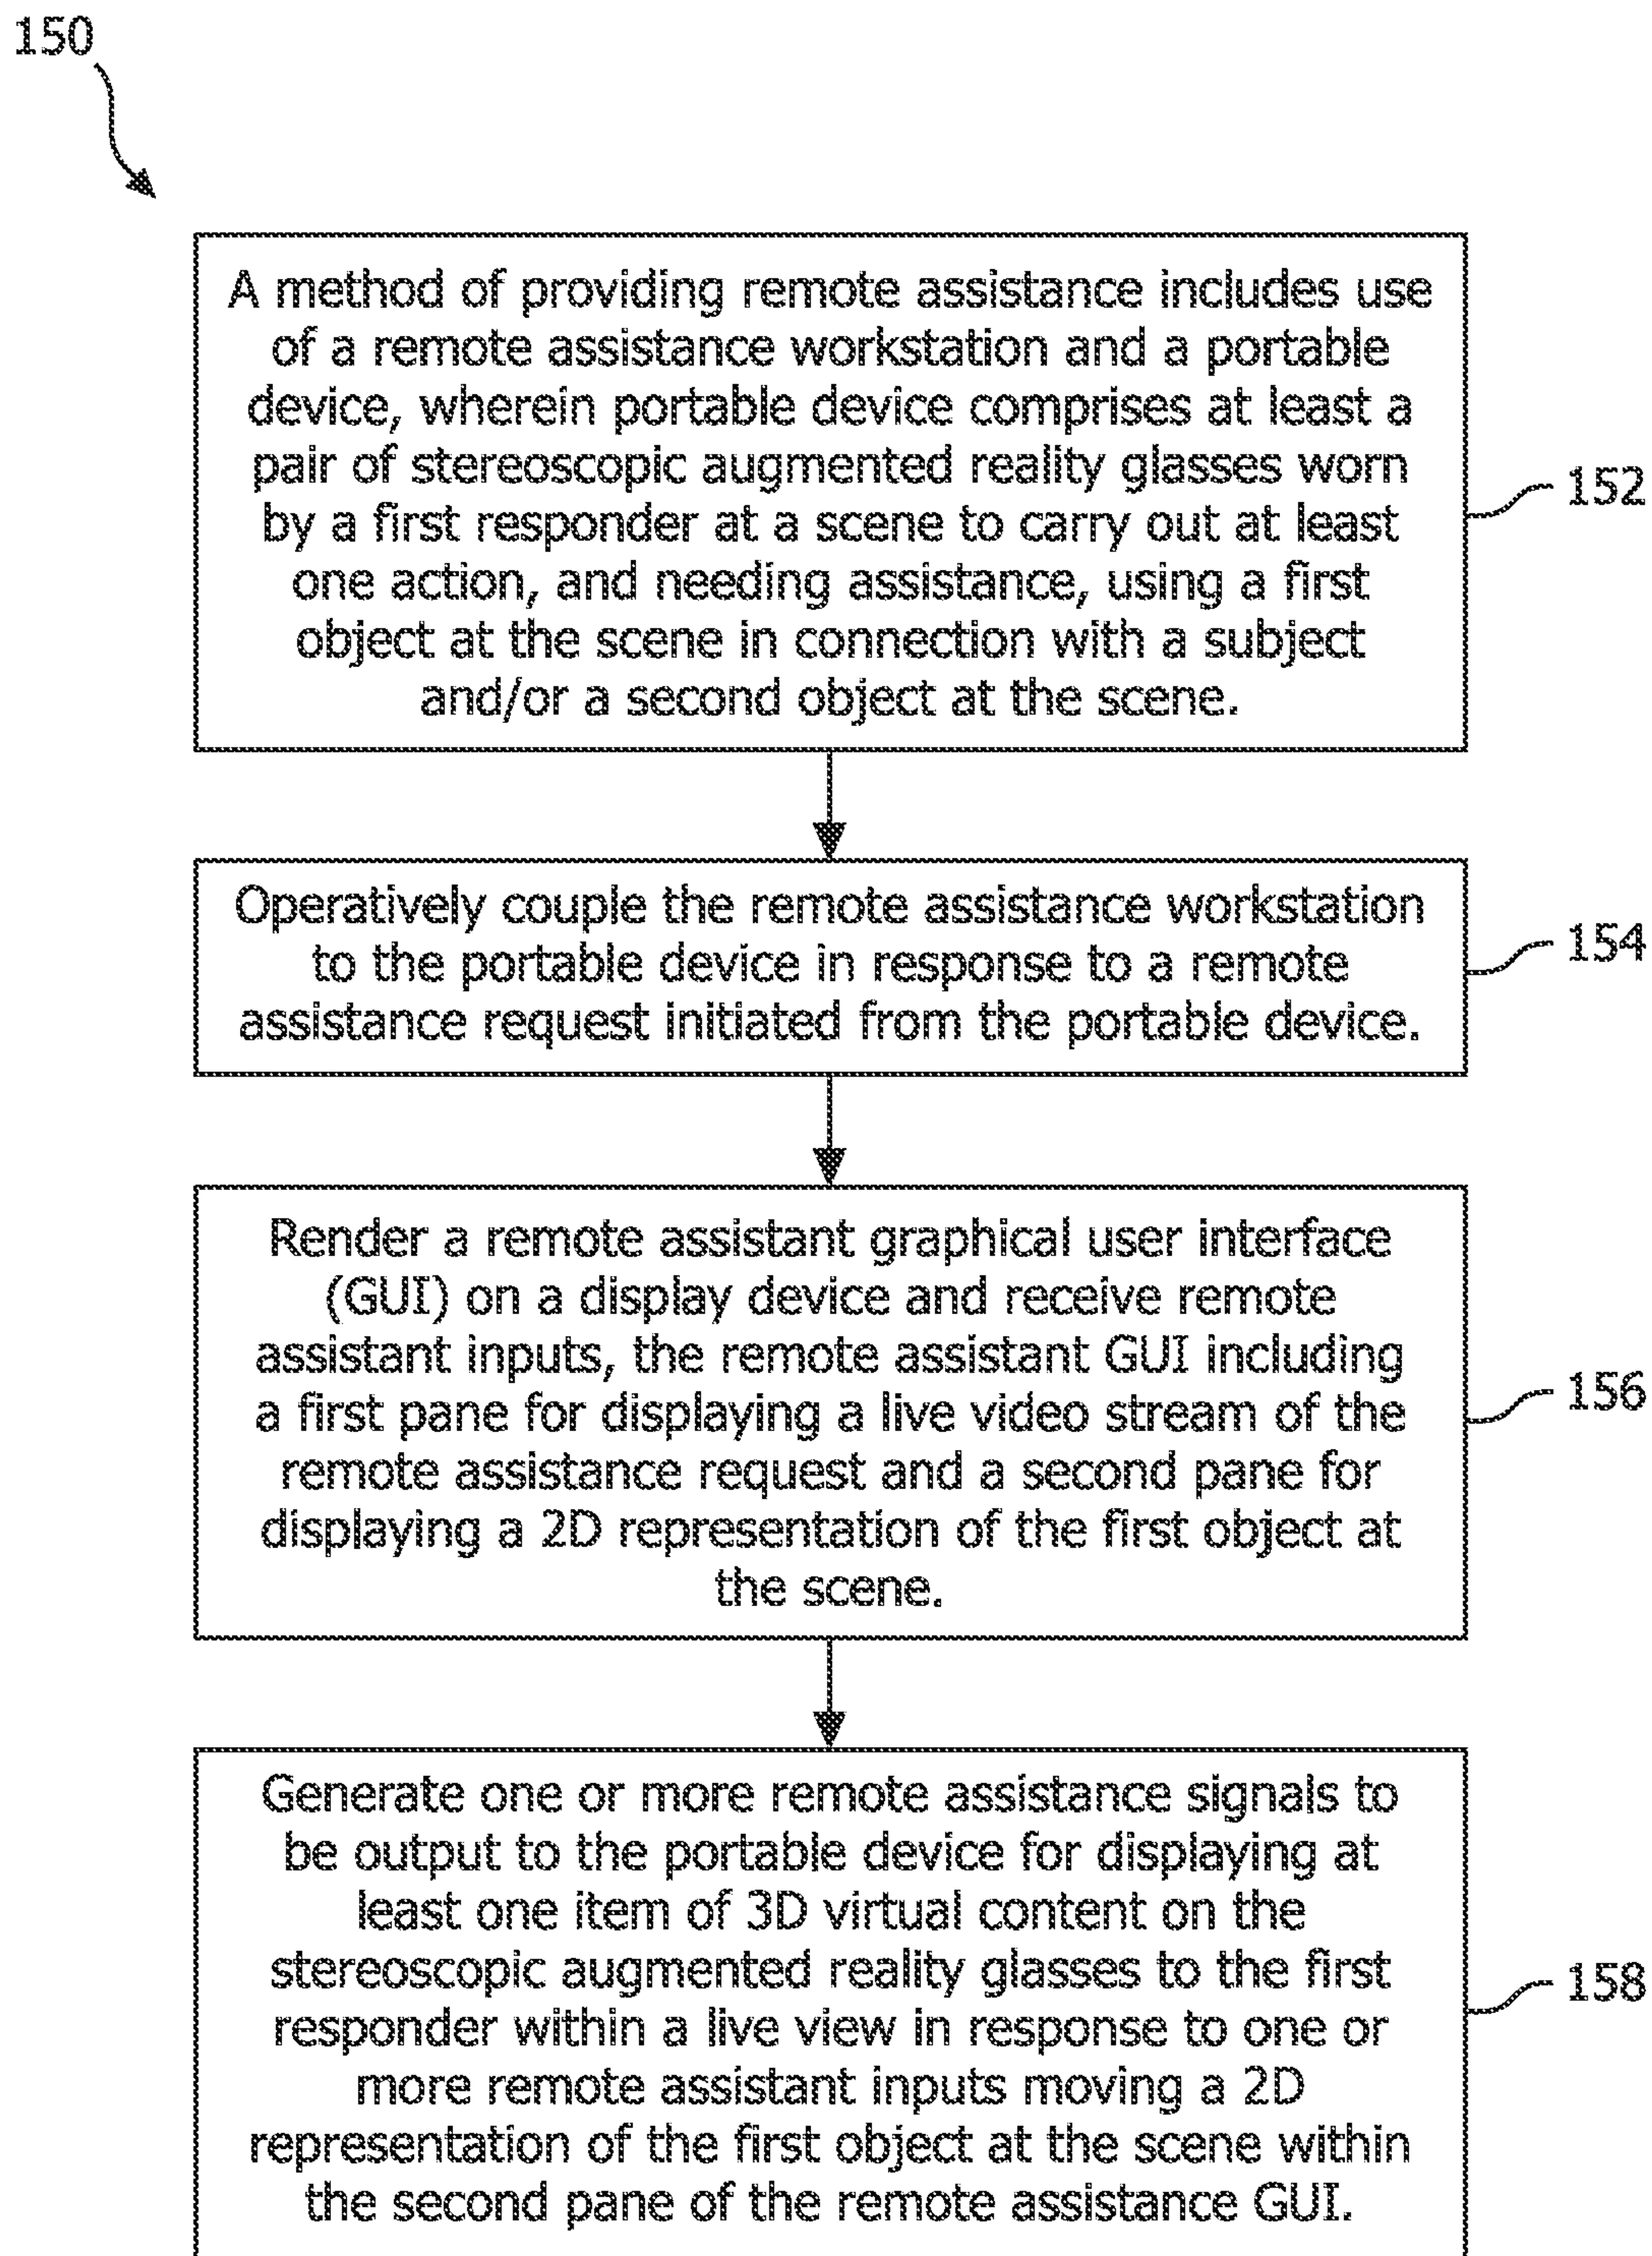 150
A method of providing remote assistance includes use
of a remote assistance workstation and a portable
device, wherein portable device comprises at least a
pair of stereoscopic augmented reality glasses worn
by a first responder at a scene to carry out at least
one action, and needing assistance, using a first
object at the scene in connection with a subject
and/or a second object at the scene.
152
Operatively couple the remote assistance workstation
to the portable device in response to a remote
assistance request initiated from the portable device.
154
Render a remote assistant graphical user interface
(GUI) on a display device and receive remote
assistant inputs, the remote assistant GUI including
a first pane for displaying a live video stream of the
remote assistance request and a second pane for
displaying a 2D representation of the first object at
the scene.
156
Generate one or more remote assistance signals to
be output to the portable device for displaying at
least one item of 3D virtual content on the
stereoscopic augmented reality glasses to the first
responder within a live view in response to one or
more remote assistant inputs moving a 2D
representation of the first object at the scene within
the second pane of the remote assistance GUI.
158